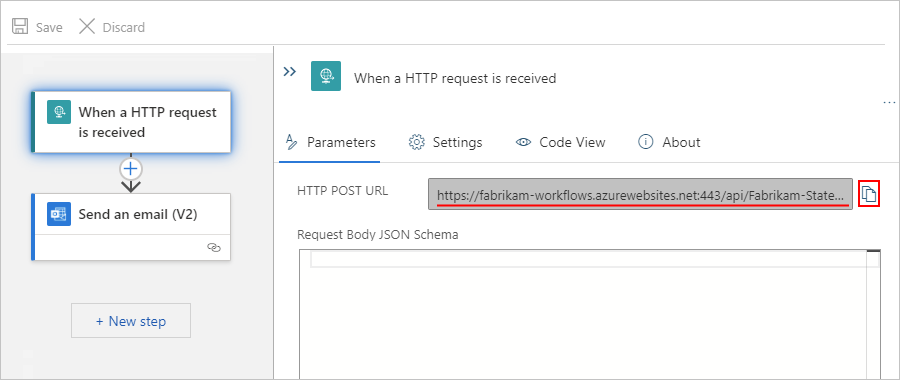 Save Discard
When a HTTP request
is received
Send an email (V2)
+ New step
When a HTTP request is received
...
Parameters Settings Code View About
HTTP POST URL https://fabrikam-workflows.azurewebsites.net:443/api/Fabrikam-State...
Request Body JSON Schema